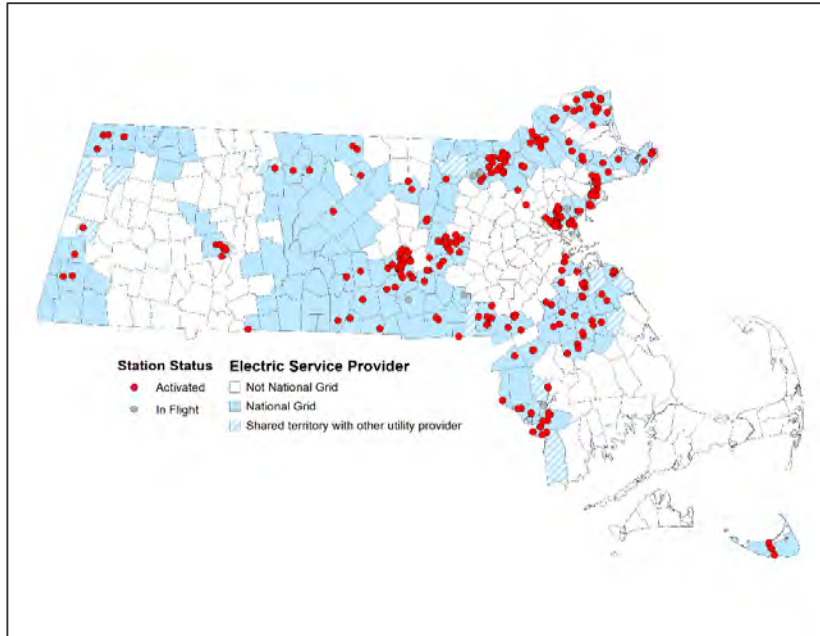 Station Status
Activated
In Flight
Electric Service Provider
Not National Grid
National Grid
Shared territory with other utility provider